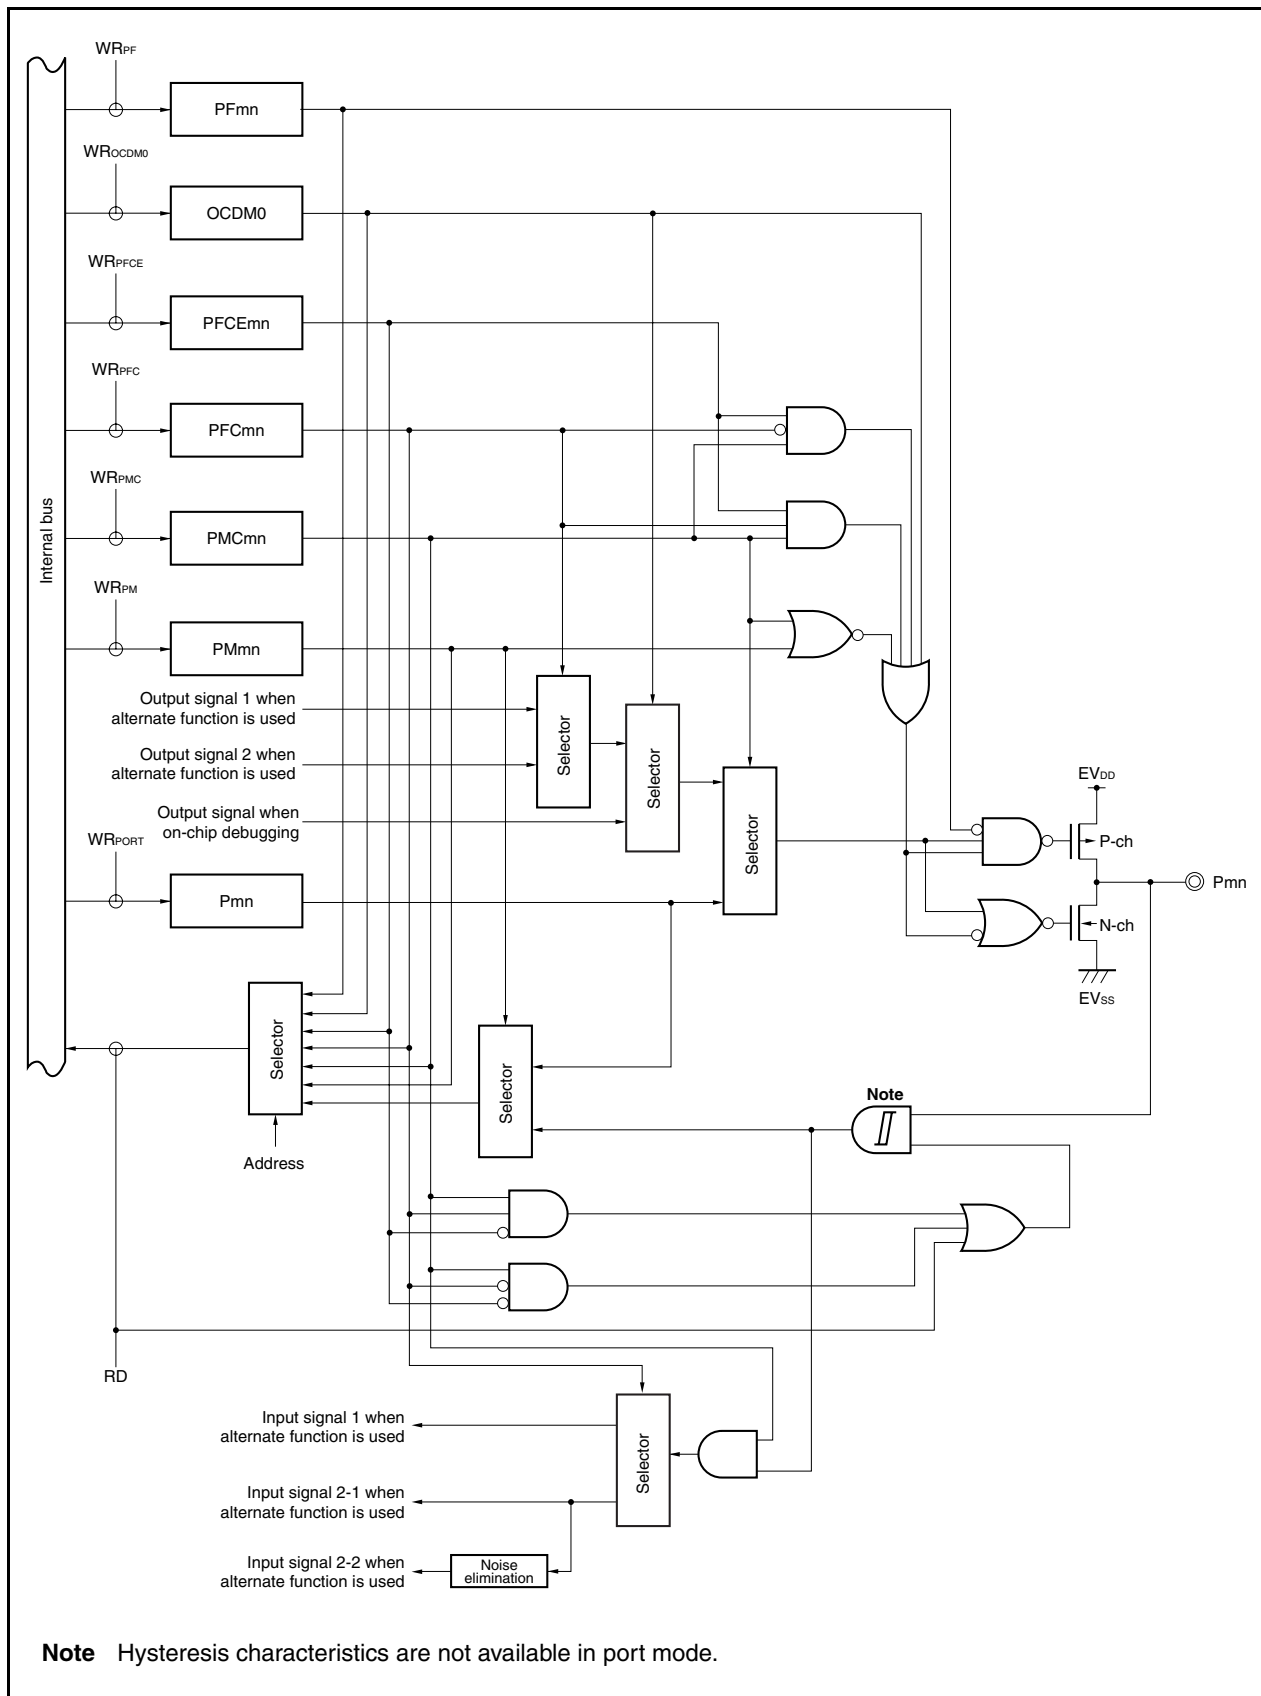 WRPF
PFmn
WROCDM0
OCDM0
WRPFCE
PFCEmn
WRPFC
PFCmn
WRPMC
PMCmn
Internal bus
WRPM
PMmn
Output signal 1 when
alternate function is used
Output signal 2 when
alternate function is used
Output signal when
on-chip debugging
Selector
Selector
Selector
WRPORT
Pmn
EVDD
P-ch
Pmn
N-ch
EVSS
Selector
Address
Selector
Note
RD
Input signal 1 when
alternate function is used
Input signal 2-1 when
alternate function is used
Input signal 2-2 when
alternate function is used
Selector
Noise
elimination
Note Hysteresis characteristics are not available in port mode.